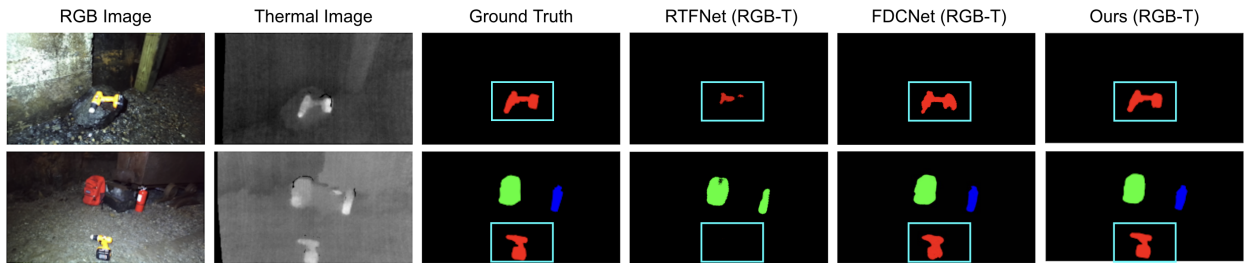 RGB Image
Thermal Image
Ground Truth
RTFNet (RGB-T)
FDCNet (RGB-T)
Ours (RGB-T)